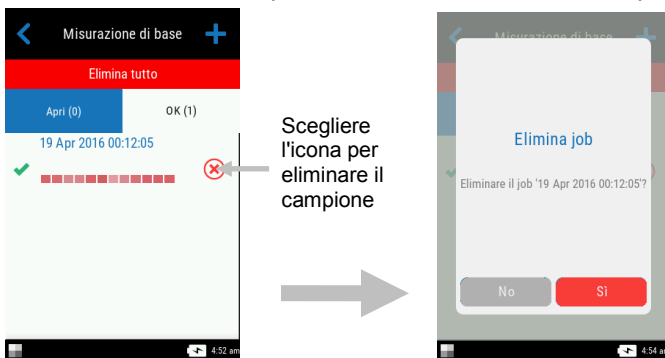 Misurazione di base
Elimina tutto
Apri (0)
OK (1)
19 Apr 2016 00:12:05
4:52 am
Scegliere
l'icona per
eliminare il
campione
Misurazione di base
Elimina job
Eliminare il job '19 Apr 2016 00:12:05'?
No
Sì
4:54 a